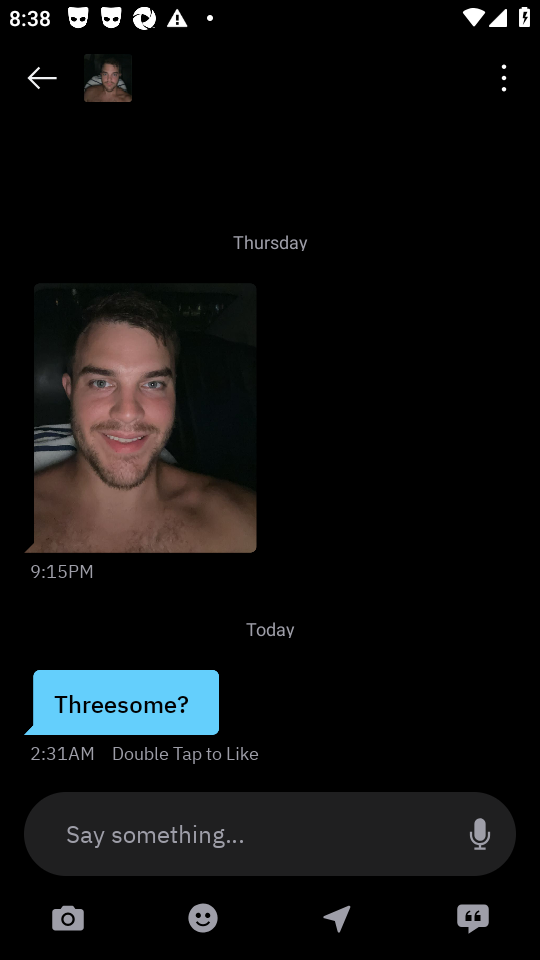 8:38
Thursday
9:15PM
Today
Threesome?
2:31AM Double Tap to Like
Say something...